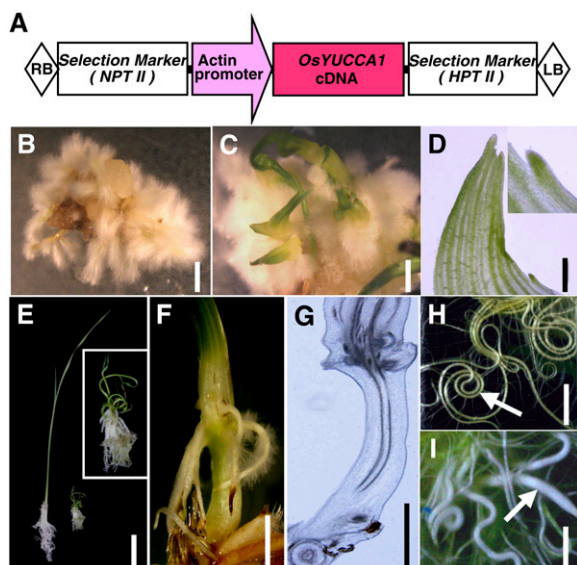 A
RB
Selection Marker
( NPT II )
Actin
promoter
OsYUCCA1
cDNA
Selection Marker
( HPT II )
LB
B
C
D
E
F
G
H
I